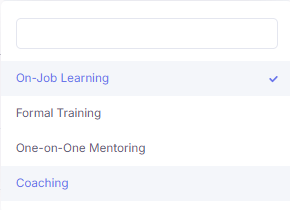 On-Job Learning
Formal Training
One-on-One Mentoring
Coaching